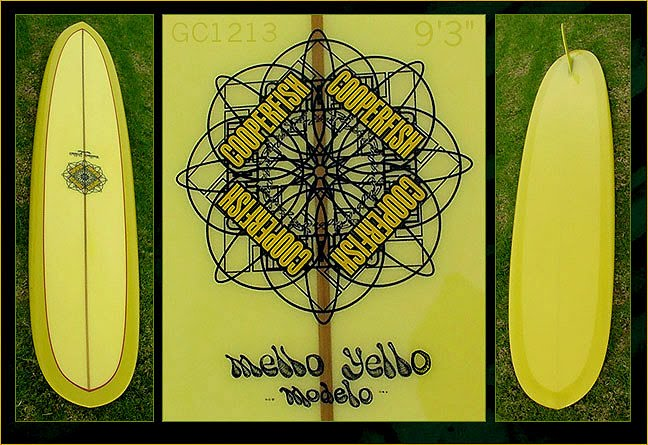 GC1213
9'3"
COOPERFISH
COOPERFISH
COOPERFISH
COOPERFISH
mello yello
modelo